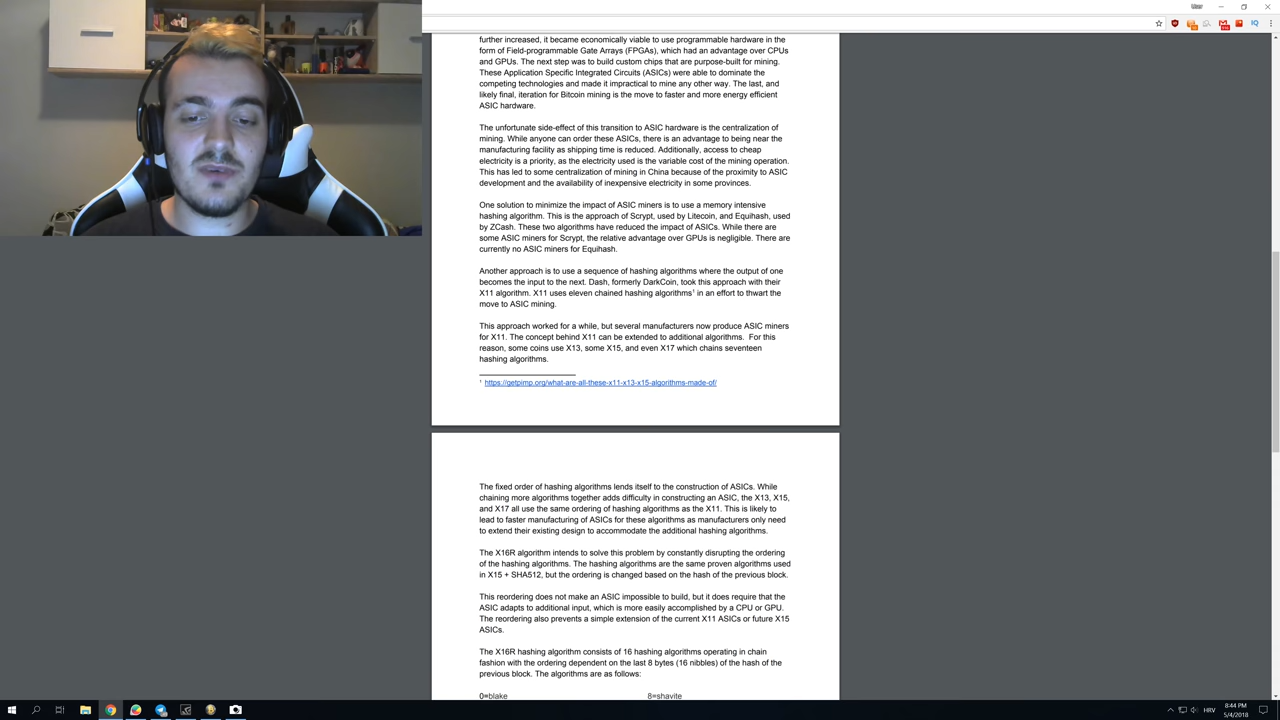 User
further increased, it became economically viable to use programmable hardware in the
form of Field-programmable Gate Arrays (FPGAs), which had an advantage over CPUs
and GPUs. The next step was to build custom chips that are purpose-built for mining.
These Application Specific Integrated Circuits (ASICs) were able to dominate the
competing technologies and made it impractical to mine any other way. The last, and
likely final, iteration for Bitcoin mining is the move to faster and more energy efficient
ASIC hardware.
The unfortunate side-effect of this transition to ASIC hardware is the centralization of
mining. While anyone can order these ASICs, there is an advantage to being near the
manufacturing facility as shipping time is reduced. Additionally, access to cheap
electricity is a priority, as the electricity used is the variable cost of the mining operation.
This has led to some centralization of mining in China because of the proximity to ASIC
development and the availability of inexpensive electricity in some provinces.
One solution to minimize the impact of ASIC miners is to use a memory intensive
hashing algorithm. This is the approach of Scrypt, used by Litecoin, and Equihash, used
by ZCash. These two algorithms have reduced the impact of ASICs. While there are
some ASIC miners for Scrypt, the relative advantage over GPUs is negligible. There are
currently no ASIC miners for Equihash.
Another approach is to use a sequence of hashing algorithms where the output of one
becomes the input to the next. Dash, formerly DarkCoin, took this approach with their
X11 algorithm. X11 uses eleven chained hashing algorithms¹ in an effort to thwart the
move to ASIC mining.
This approach worked for a while, but several manufacturers now produce ASIC miners
for X11. The concept behind X11 can be extended to additional algorithms. For this
reason, some coins use X13, some X15, and even X17 which chains seventeen
hashing algorithms.
¹ https://getpimp.org/what-are-all-these-x11-x13-x15-algorithms-made-of/
The fixed order of hashing algorithms lends itself to the construction of ASICs. While
chaining more algorithms together adds difficulty in constructing an ASIC, the X13, X15,
and X17 all use the same ordering of hashing algorithms as the X11. This is likely to
lead to faster manufacturing of ASICs for these algorithms as manufacturers only need
to extend their existing design to accommodate the additional hashing algorithms.
The X16R algorithm intends to solve this problem by constantly disrupting the ordering
of the hashing algorithms. The hashing algorithms are the same proven algorithms used
in X15 + SHA512, but the ordering is changed based on the hash of the previous block.
This reordering does not make an ASIC impossible to build, but it does require that the
ASIC adapts to additional input, which is more easily accomplished by a CPU or GPU.
The reordering also prevents a simple extension of the current X11 ASICs or future X15
ASICs.
The X16R hashing algorithm consists of 16 hashing algorithms operating in chain
fashion with the ordering dependent on the last 8 bytes (16 nibbles) of the hash of the
previous block. The algorithms are as follows:
0=blake 8=shavite
HRV
8:44 PM
5/4/2018